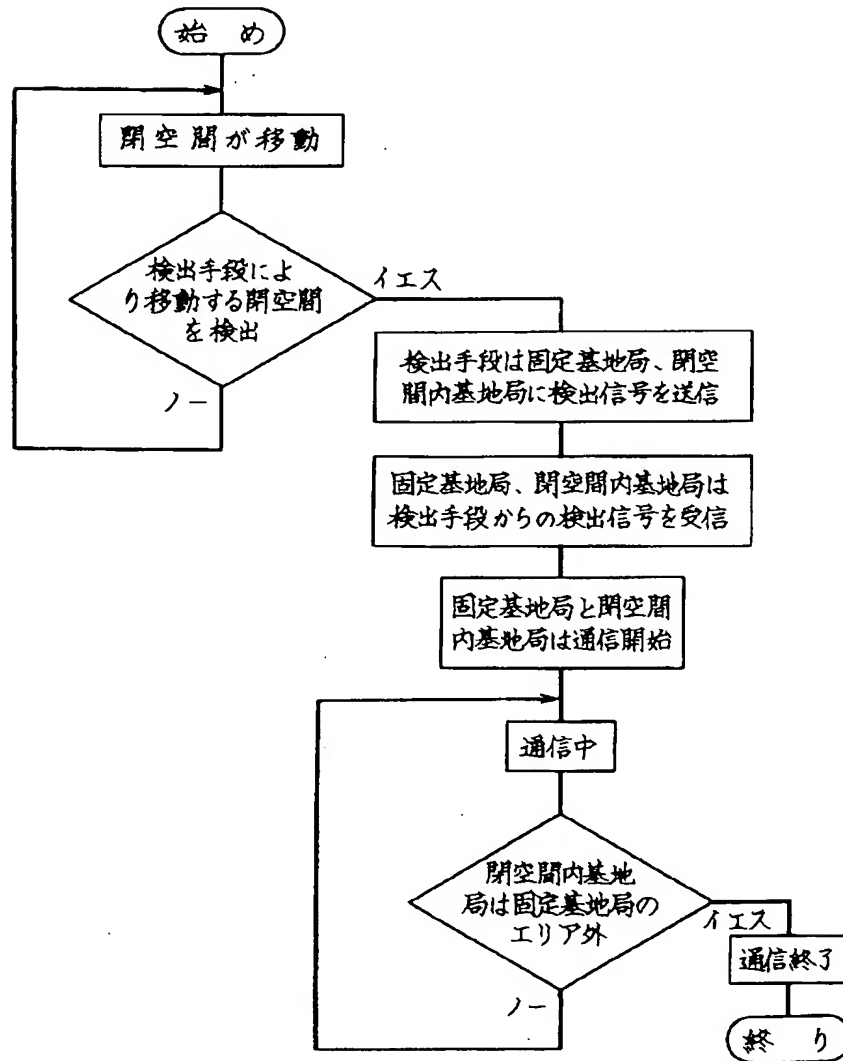 始 め
閉空間が移動
検出手段によ
り移動する閉空間
を検出
イエス
ノー
検出手段は固定基地局、閉空
間内基地局に検出信号を送信
固定基地局、閉空間内基地局は
検出手段からの検出信号を受信
固定基地局と閉空間
内基地局は通信開始
通信中
閉空間内基地
局は固定基地局の
エリア外
イエス
ノー
通信終了
終 り